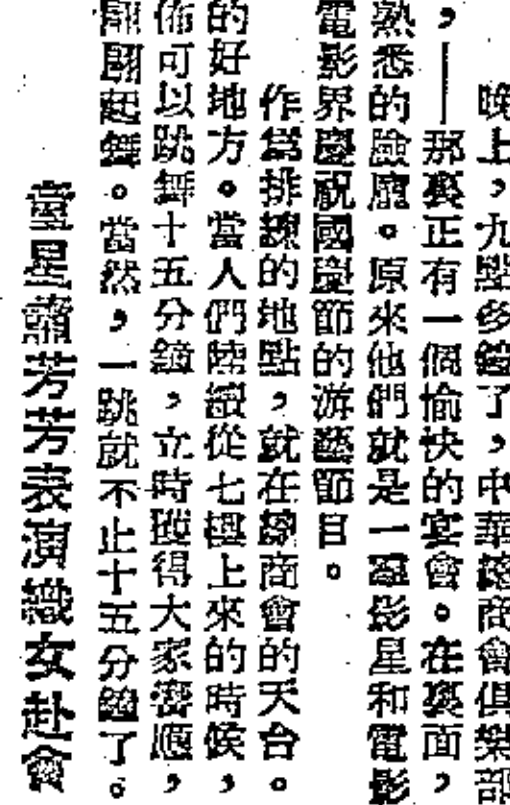 晚上，九點多鐘了，中華總商會俱樂部
，——那裏正有一個愉快的宴會。在裏面，
熟悉的臉龐。原來他們就是一羣影星和電影
電影界慶祝國慶節的游藝節目。
作爲排練的地點，就在總商會的天台。
的好地方。當人們陸續從七樓上來的時候，
佈可以跳舞十五分鐘，立時獲得大家響應，
翩翩起舞。當然，一跳就不止十五分鐘了。
童星蕭芳芳表演織女赴會